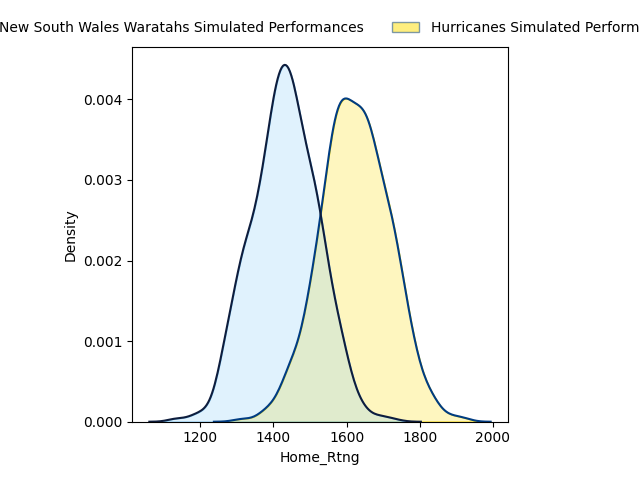 New South Wales Waratahs Simulated Performances
Hurricanes Simulated Perform
0.004
0.003
0.002
0.001
0.000
Density
1200 1400 1600 1800 2000
Home_Rtng